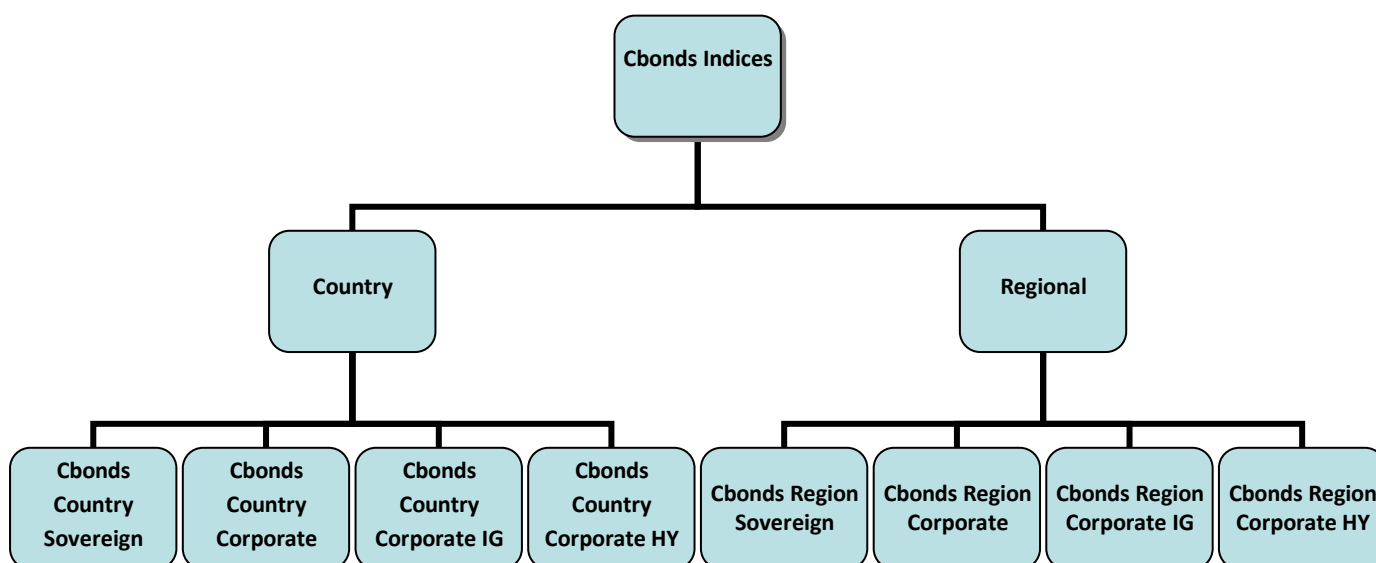 Cbonds Indices
Country
Regional
Cbonds
Country
Sovereign
Cbonds
Country
Corporate
Cbonds
Country
Corporate IG
Cbonds
Country
Corporate HY
Cbonds Region
Sovereign
Cbonds Region
Corporate
Cbonds Region
Corporate IG
Cbonds Region
Corporate HY